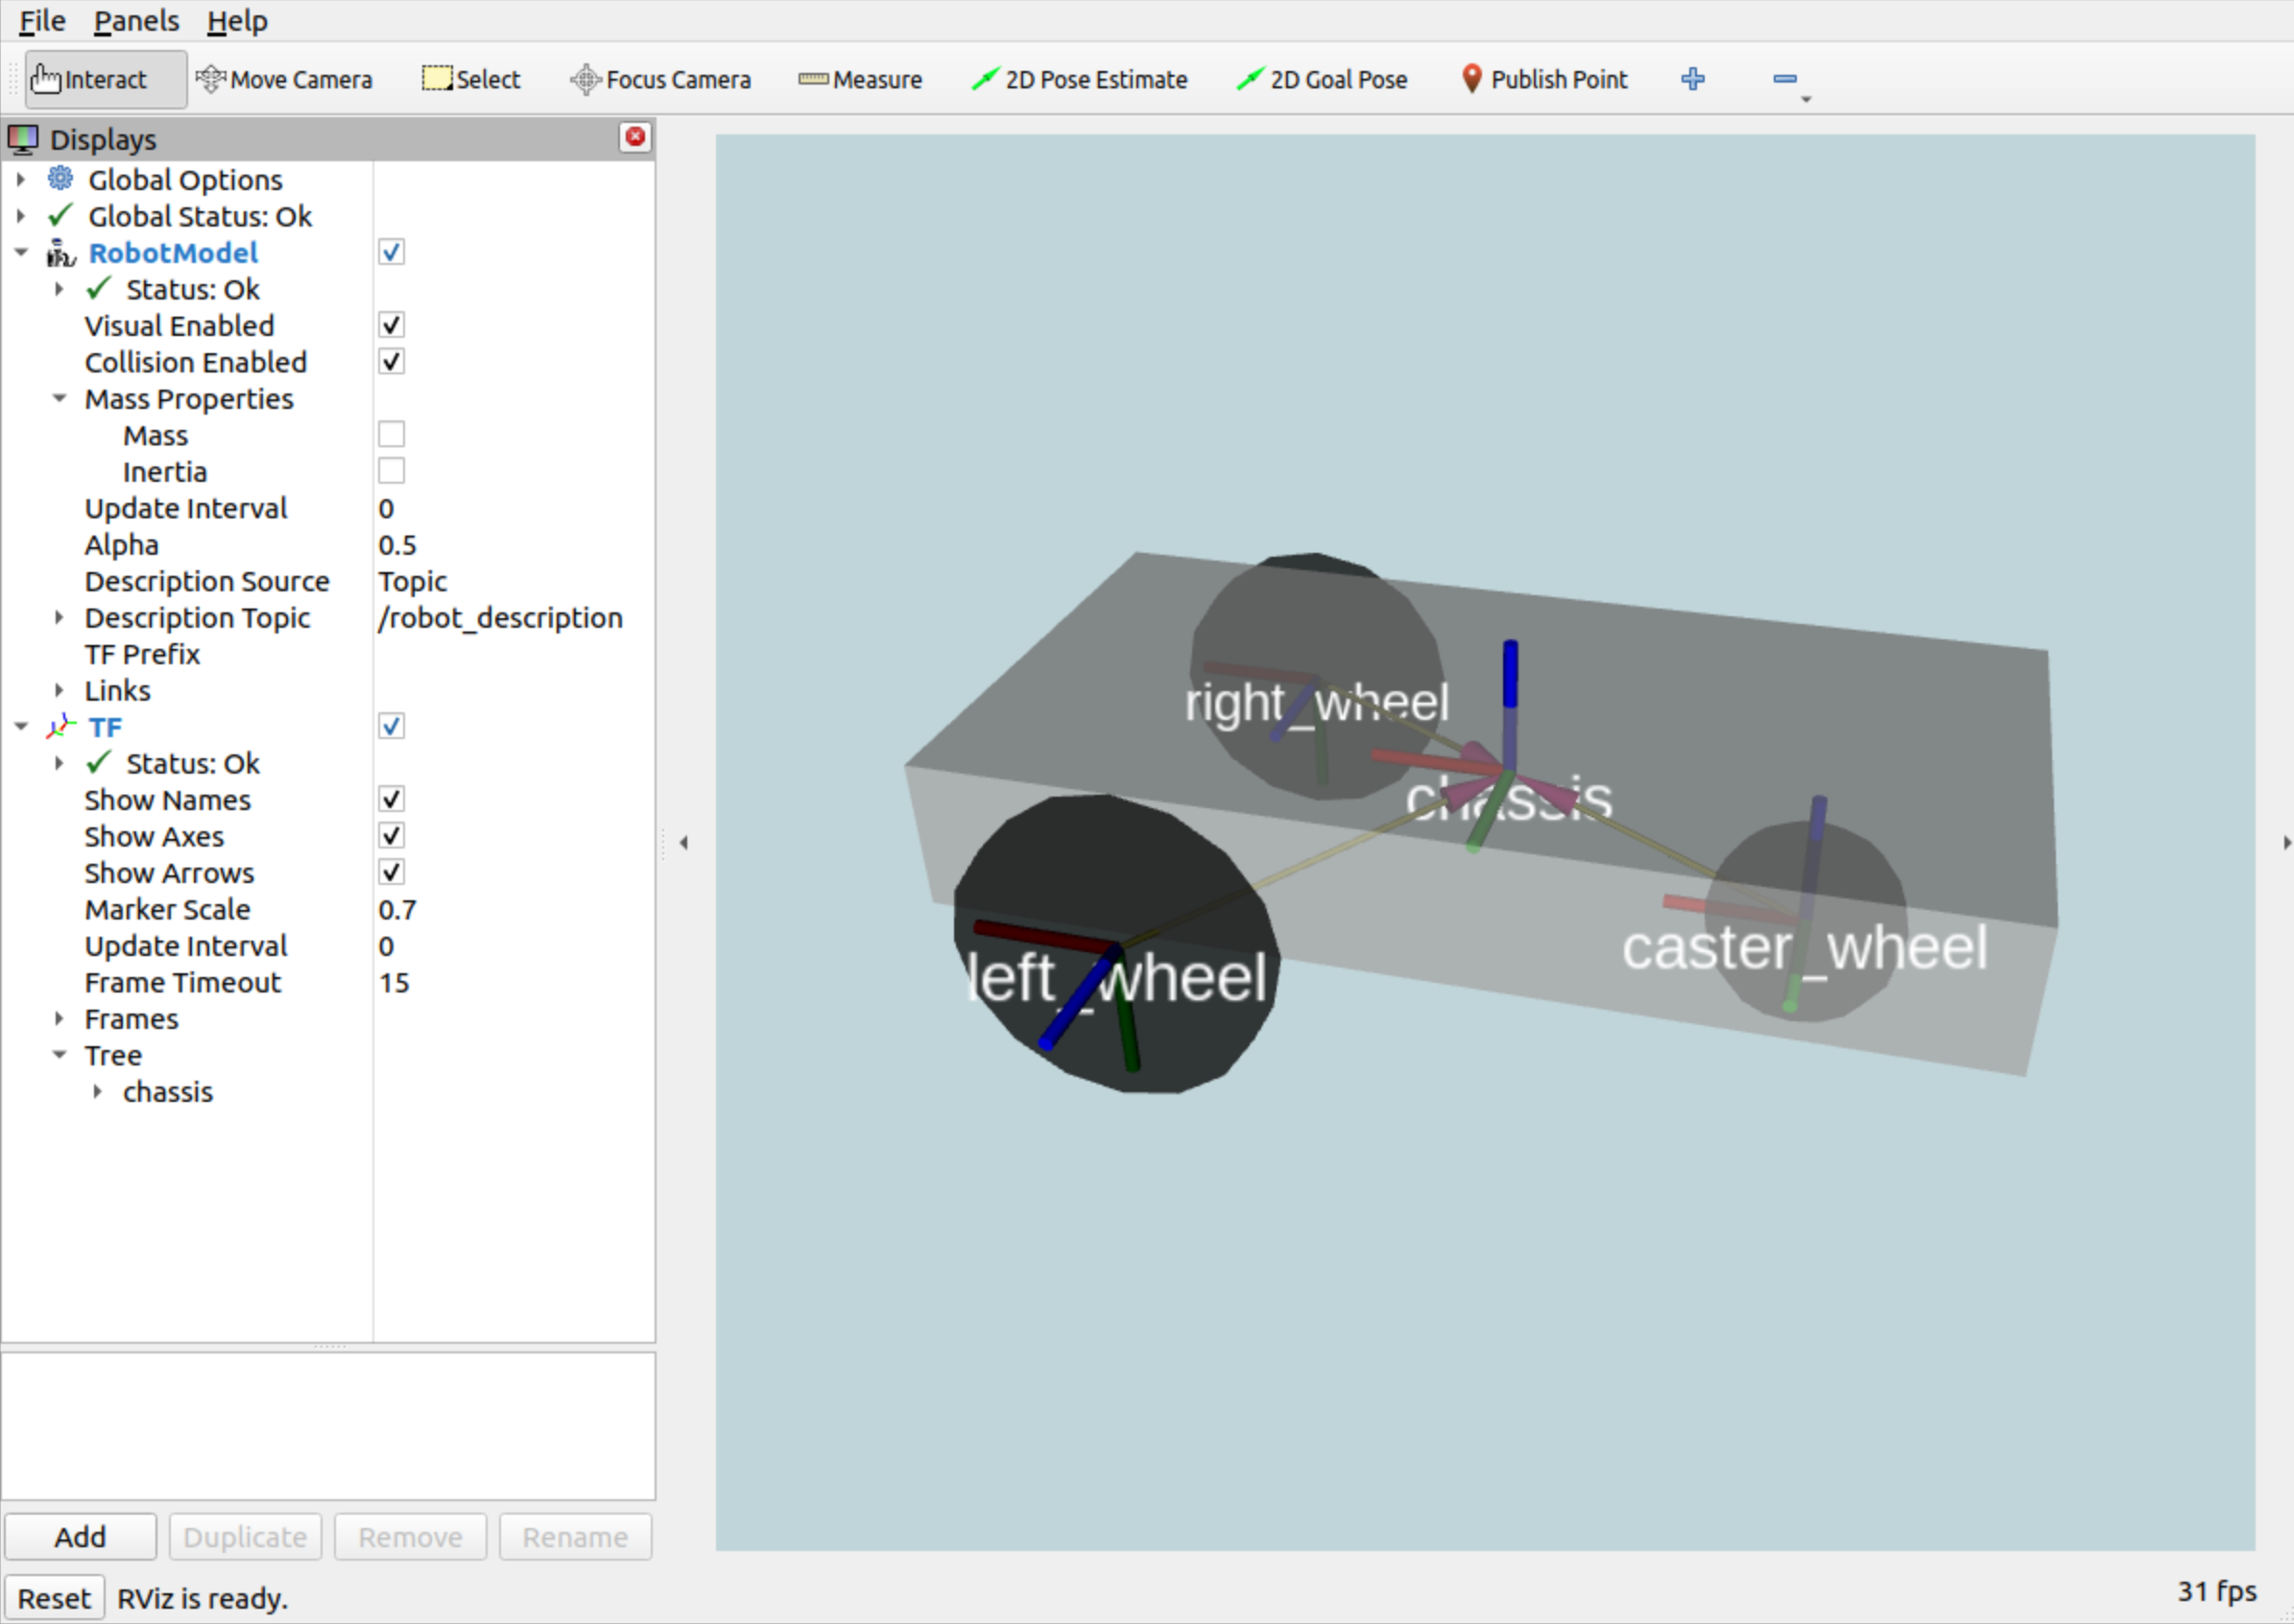 File Panels Help
Interact Move Camera Select Focus Camera Measure 2D Pose Estimate 2D Goal Pose Publish Point
Displays
Global Options
Global Status: Ok
RobotModel
Status: Ok
Visual Enabled
Collision Enabled
Mass Properties
Mass
Inertia
Update Interval 0
Alpha 0.5
Description Source Topic
Description Topic /robot_description
TF Prefix
Links
TF
Status: Ok
Show Names
Show Axes
Show Arrows
Marker Scale 0.7
Update Interval 0
Frame Timeout 15
Frames
Tree
chassis
right_wheel
chassis
left_wheel
caster_wheel
Add Duplicate Remove Rename
Reset RViz is ready.
31 fps